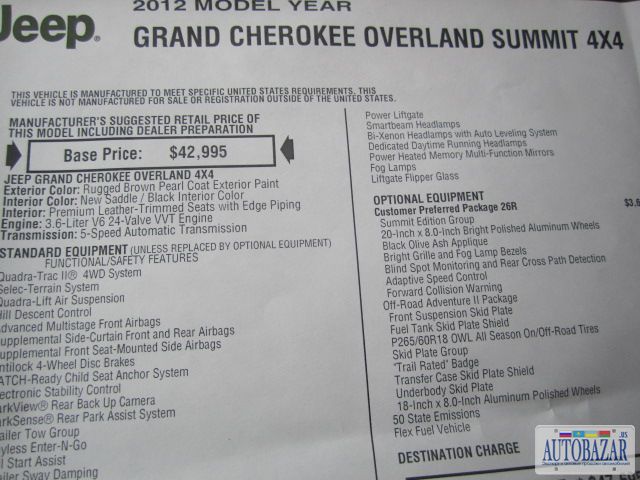 Jeep®
2012 MODEL YEAR
GRAND CHEROKEE OVERLAND SUMMIT 4X4
THIS VEHICLE IS MANUFACTURED TO MEET SPECIFIC UNITED STATES REQUIREMENTS. THIS
VEHICLE IS NOT MANUFACTURED FOR SALE OR REGISTRATION OUTSIDE OF THE UNITED STATES.
MANUFACTURER'S SUGGESTED RETAIL PRICE OF
THIS MODEL INCLUDING DEALER PREPARATION
Base Price: $42,995
JEEP GRAND CHEROKEE OVERLAND 4X4
Exterior Color: Rugged Brown Pearl Coat Exterior Paint
Interior Color: New Saddle / Black Interior Color
Interior: Premium Leather-Trimmed Seats with Edge Piping
Engine: 3.6-Liter V6 24-Valve VVT Engine
Transmission: 5-Speed Automatic Transmission
STANDARD EQUIPMENT (UNLESS REPLACED BY OPTIONAL EQUIPMENT)
FUNCTIONAL/SAFETY FEATURES
Quadra-Trac II® 4WD System
Selec-Terrain System
Quadra-Lift Air Suspension
Hill Descent Control
Advanced Multistage Front Airbags
Supplemental Side-Curtain Front and Rear Airbags
Supplemental Front Seat-Mounted Side Airbags
Antilock 4-Wheel Disc Brakes
LATCH-Ready Child Seat Anchor System
Electronic Stability Control
ParkView® Rear Back Up Camera
ParkSense® Rear Park Assist System
Trailer Tow Group
Keyless Enter-N-Go
Hill Start Assist
Trailer Sway Damping
Power Liftgate
Smartbeam Headlamps
Bi-Xenon Headlamps with Auto Leveling System
Dedicated Daytime Running Headlamps
Power Heated Memory Multi-Function Mirrors
Fog Lamps
Liftgate Flipper Glass
OPTIONAL EQUIPMENT
Customer Preferred Package 26R $3,6
Summit Edition Group
20-Inch x 8.0-Inch Bright Polished Aluminum Wheels
Black Olive Ash Applique
Bright Grille and Fog Lamp Bezels
Blind Spot Monitoring and Rear Cross Path Detection
Adaptive Speed Control
Forward Collision Warning
Off-Road Adventure II Package
Front Suspension Skid Plate
Fuel Tank Skid Plate Shield
P265/60R18 OWL All Season On/Off-Road Tires
Skid Plate Group
"Trail Rated" Badge
Transfer Case Skid Plate Shield
Underbody Skid Plate
18-Inch x 8.0-Inch Aluminum Polished Wheels
50 State Emissions
Flex Fuel Vehicle
DESTINATION CHARGE
AUTOBAZAR.US